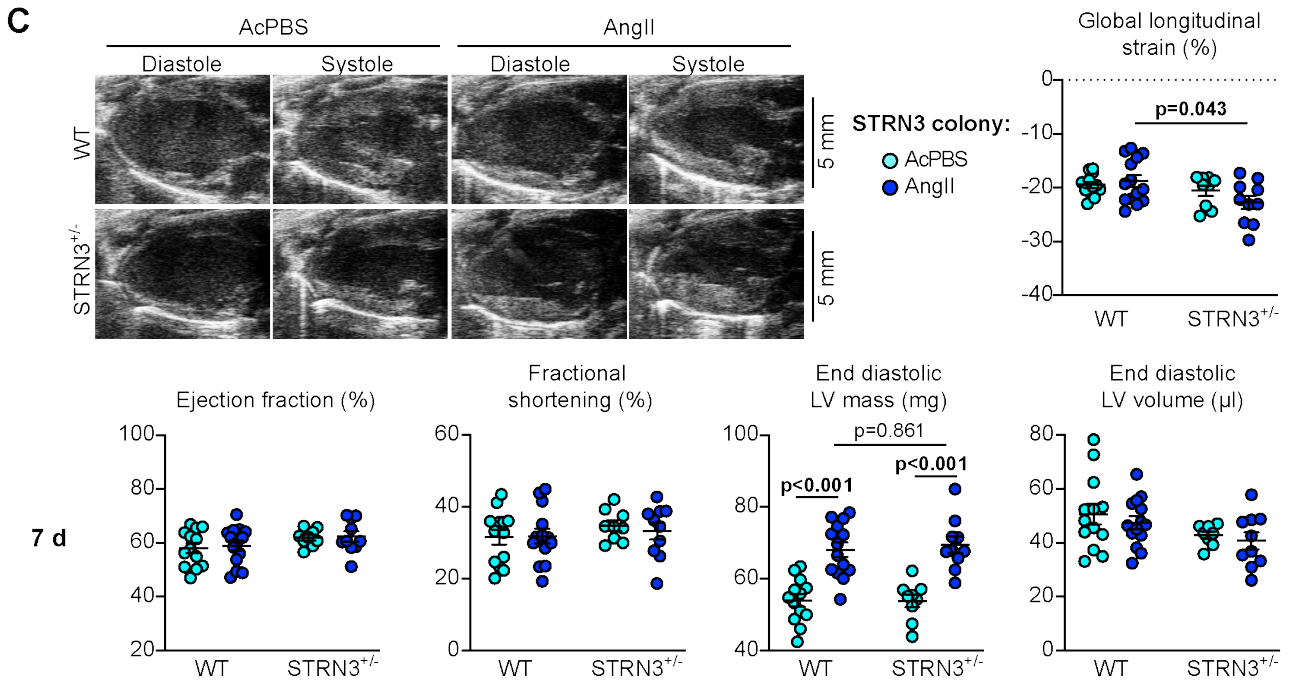 C
AcPBS
AngII
Diastole
Systole
Diastole
Systole
WT
STRN3+/-
5 mm
5 mm
STRN3 colony:
AcPBS
AngII
Global longitudinal
strain (%)
0
-10
-20
-30
-40
p=0.043
WT
STRN3+/-
7 d
Ejection fraction (%)
100
80
60
40
20
WT
STRN3+/-
Fractional
shortening (%)
60
40
20
0
WT
STRN3+/-
End diastolic
LV mass (mg)
100
80
60
40
p=0.861
p<0.001
p<0.001
WT
STRN3+/-
End diastolic
LV volume (µl)
80
60
40
20
0
WT
STRN3+/-